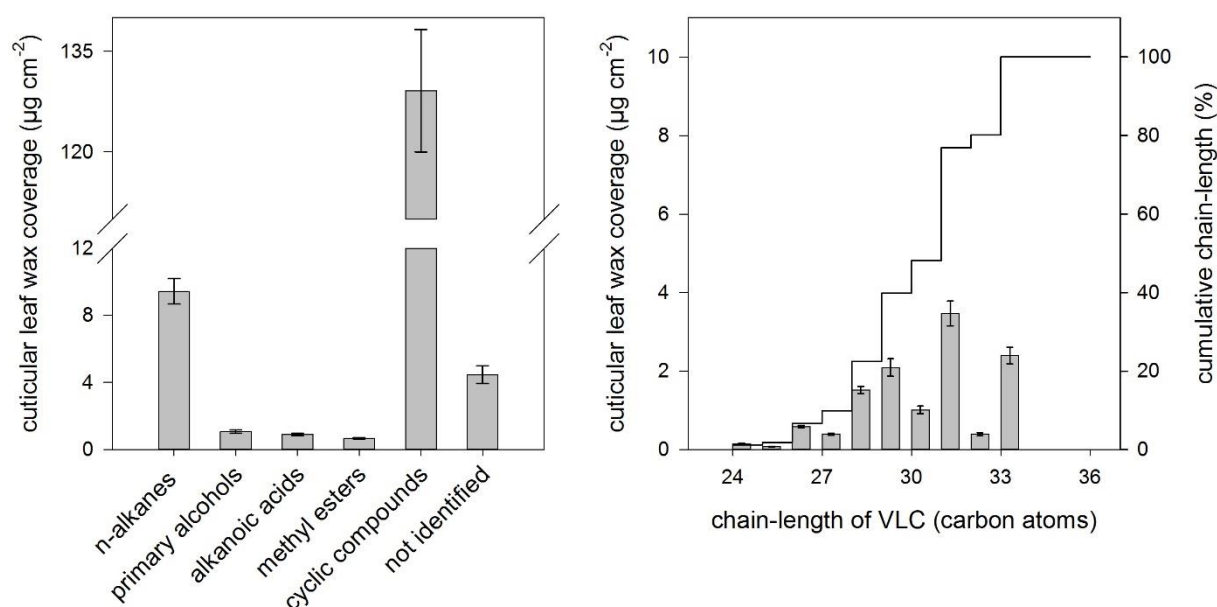 cuticular leaf wax coverage (µg cm⁻²)
135
120
12
8
4
0
n-alkanes
primary alcohols
alkanoic acids
methyl esters
cyclic compounds
not identified
cuticular leaf wax coverage (µg cm⁻²)
10
8
6
4
2
0
24
27
30
33
36
chain-length of VLC (carbon atoms)
100
80
60
40
20
0
cumulative chain-length (%)